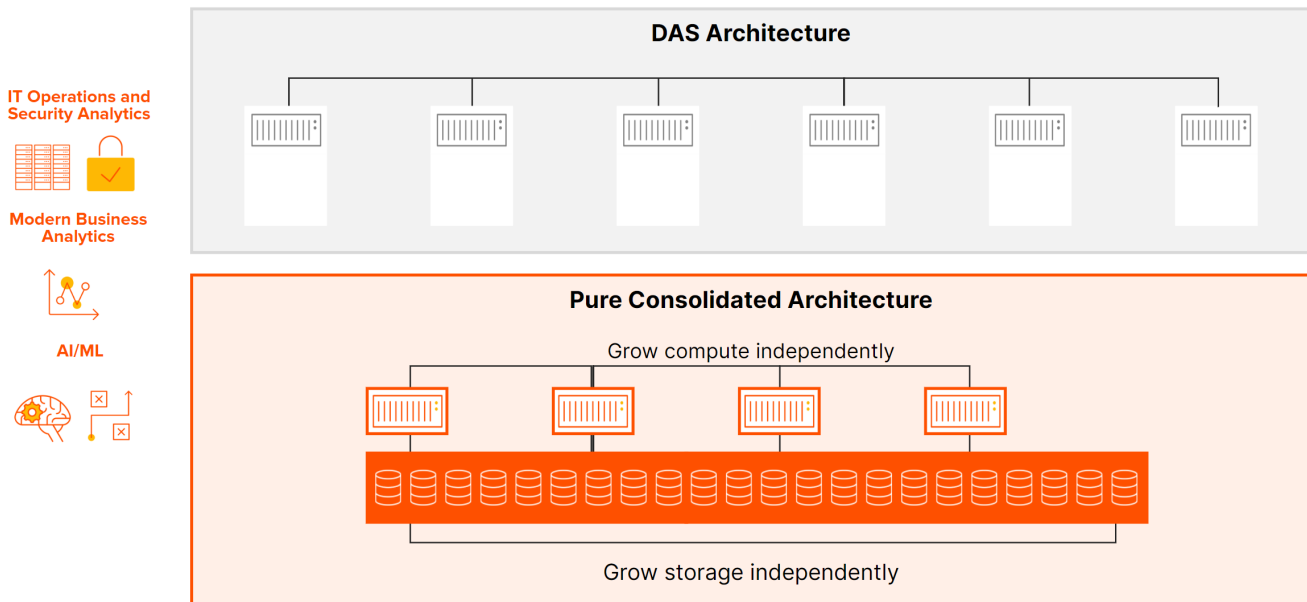 DAS Architecture
IT Operations and
Security Analytics
Modern Business
Analytics
AI/ML
Pure Consolidated Architecture
Grow compute independently
Grow storage independently